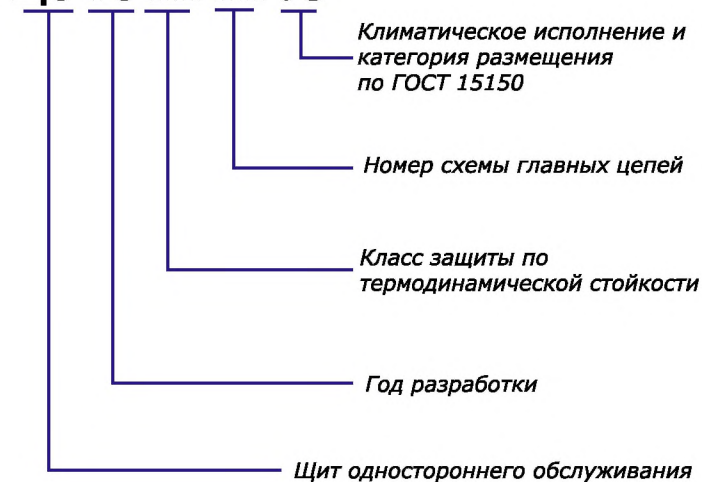 Климатическое исполнение и
категория размещения
по ГОСТ 15150
Номер схемы главных цепей
Класс защиты по
термодинамической стойкости
Год разработки
Щит одностороннего обслуживания